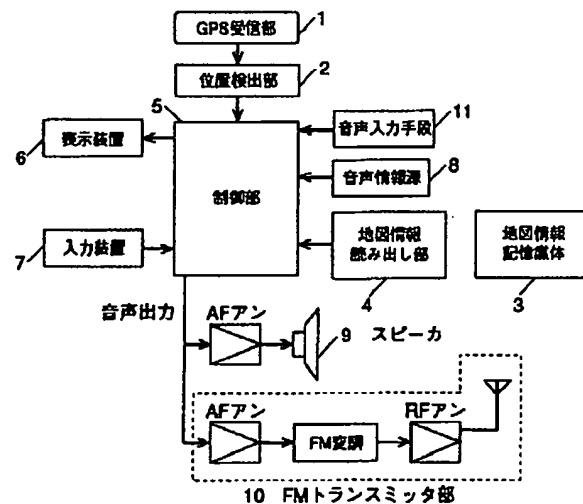 GPS受信部
1
位置検出部
2
5
表示装置
6
制御部
音声入力手段
11
音声情報源
8
入力装置
7
地図情報
読み出し部
4
地図情報
記憶媒体
3
音声出力
AFアン
9 スピーカ
AFアン
FM変調
RFアン
10 FMトランスミッタ部